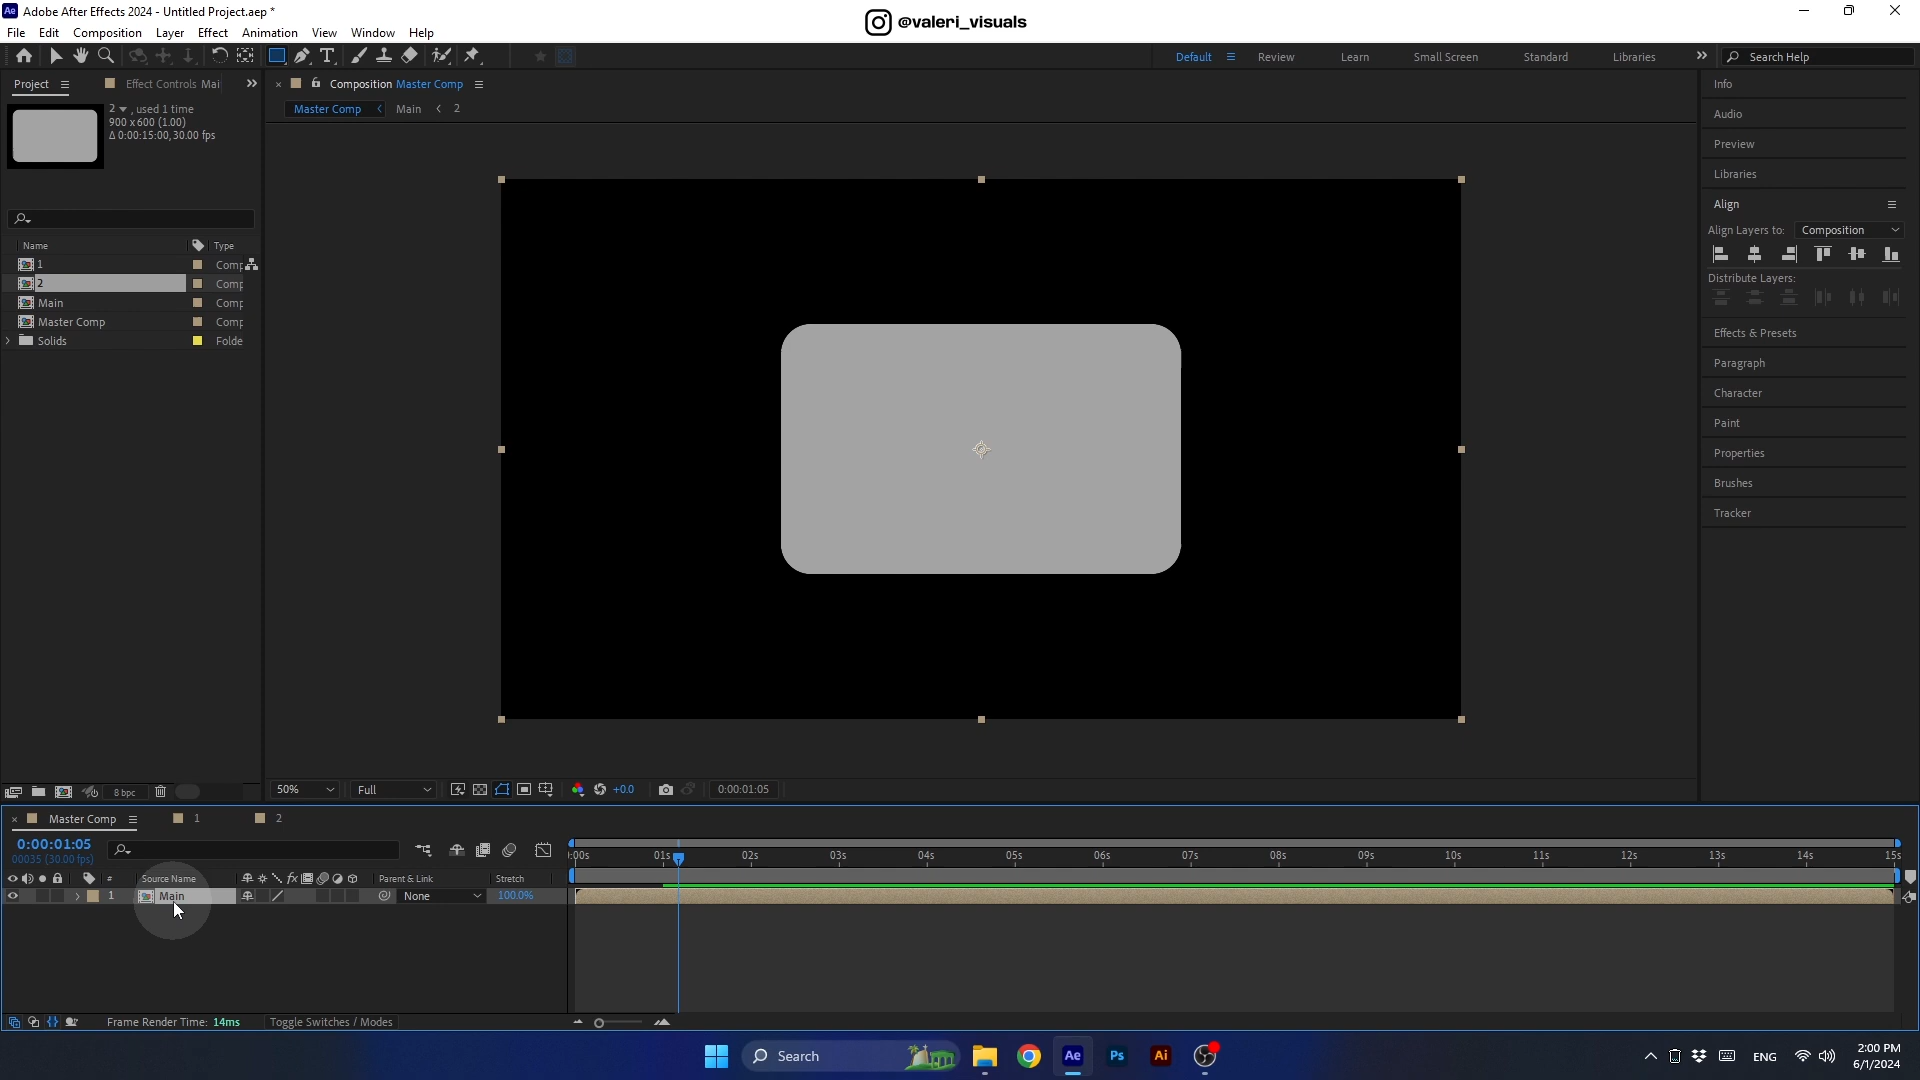 Adobe After Effects 2024 - Untitled Project.aep *
@valeri_visuals
File Edit Composition Layer Effect Animation View Window Help
Default Review Learn Small Screen Standard Libraries Search Help
Project Effect Controls Mai
Composition Master Comp
Info
2, used 1 time
900 x 600 (1.00)
Δ 0:00:15:00, 30.00 fps
Master Comp Main 2
Audio
Preview
Libraries
Align
Align Layers to: Composition
Distribute Layers:
Name Type
1 Comp
2 Comp
Main Comp
Master Comp Comp
Solids Folde
Effects & Presets
Paragraph
Character
Paint
Properties
Brushes
Tracker
8 bpc
50% Full +0.0 0:00:01:05
Master Comp 1 2
0:00:01:05
00035 (30.00 fps)
:00s 01s 02s 03s 04s 05s 06s 07s 08s 09s 10s 11s 12s 13s 14s 15s
# Source Name fx Parent & Link Stretch
1 Main None 100.0%
Frame Render Time: 14ms Toggle Switches / Modes
Search Ae Ps Ai ENG
2:00 PM
6/1/2024